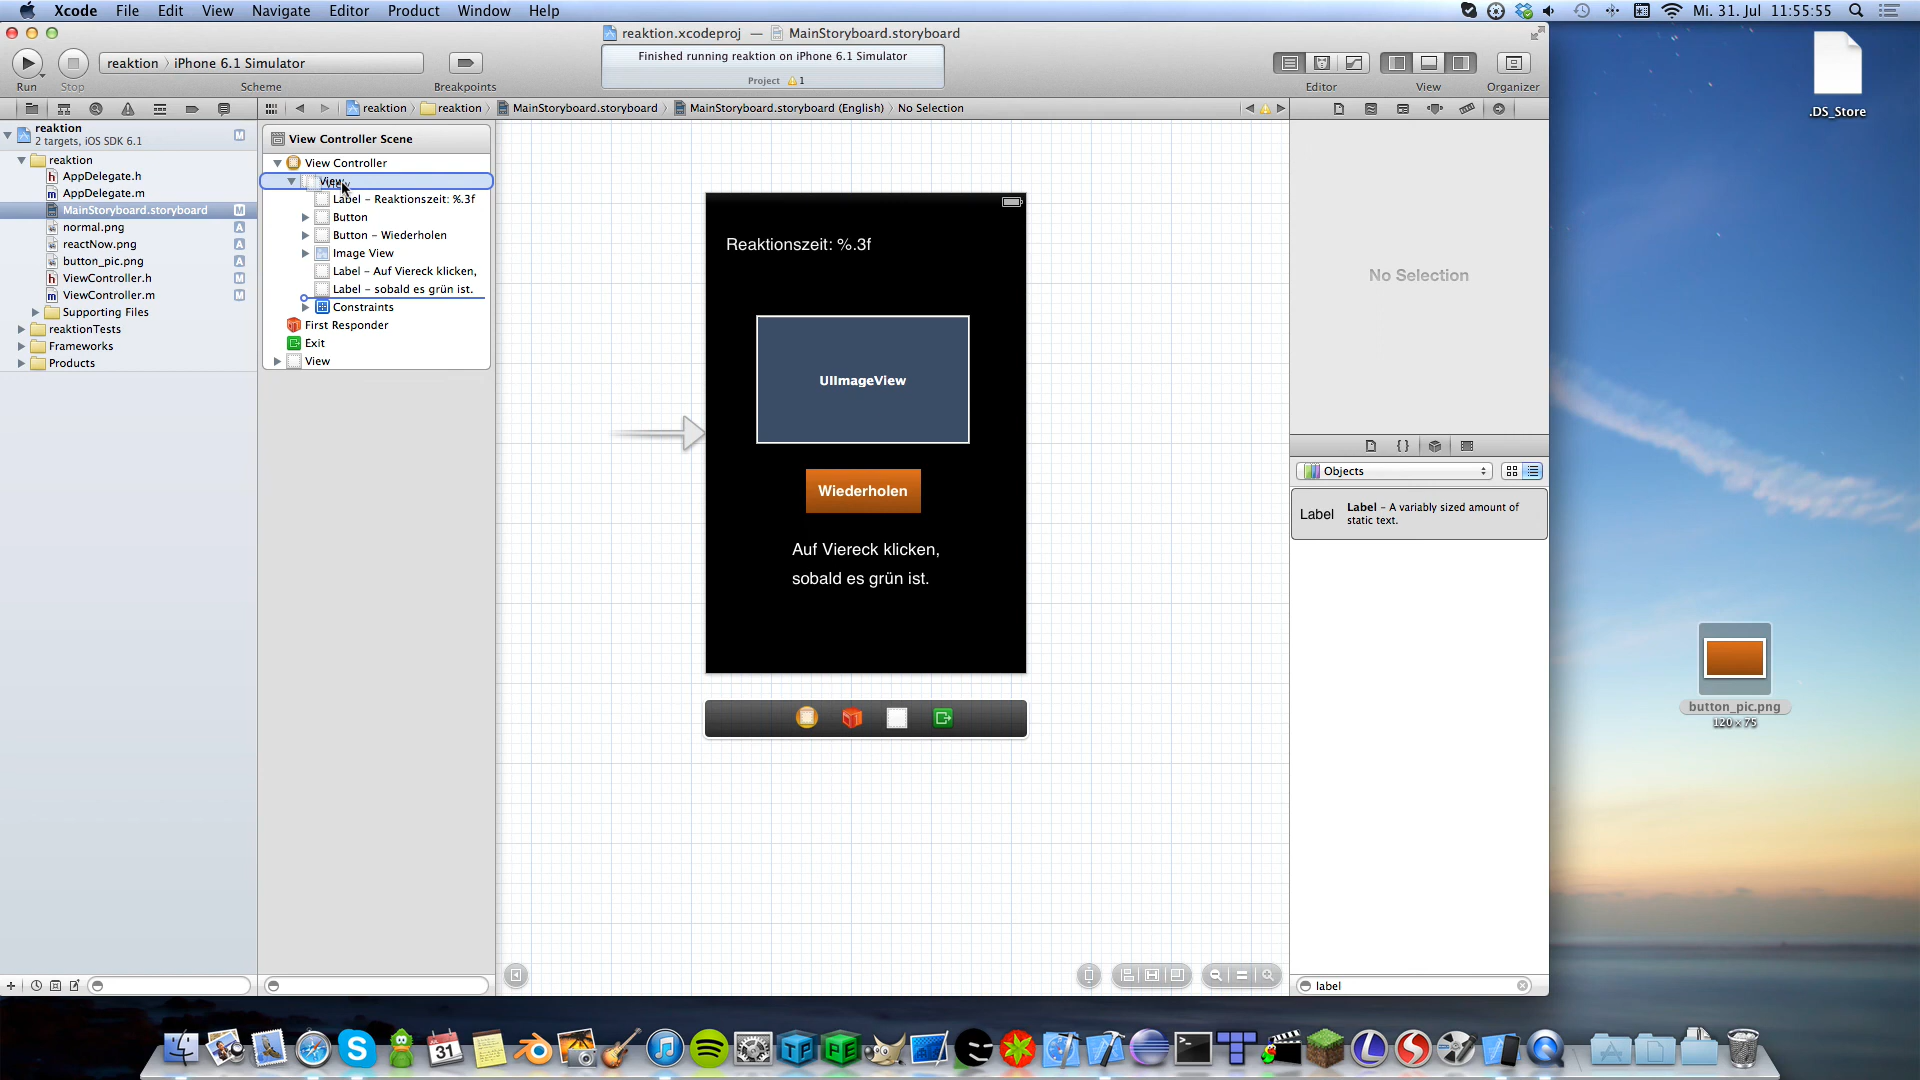 Xcode File Edit View Navigate Editor Product Window Help
Mi. 31. Jul 11:55:55
reaktion.xcodeproj — MainStoryboard.storyboard
reaktion 〉 iPhone 6.1 Simulator
Finished running reaktion on iPhone 6.1 Simulator
Project 1
Run Stop Scheme Breakpoints Editor View Organizer
reaktion 〉 reaktion 〉 MainStoryboard.storyboard 〉 MainStoryboard.storyboard (English) 〉 No Selection
reaktion M
2 targets, iOS SDK 6.1
reaktion
AppDelegate.h
AppDelegate.m
MainStoryboard.storyboard M
normal.png A
reactNow.png A
button_pic.png A
ViewController.h M
ViewController.m M
Supporting Files
reaktionTests
Frameworks
Products
View Controller Scene
View Controller
View
Label – Reaktionszeit: %.3f
Button
Button – Wiederholen
Image View
Label – Auf Viereck klicken,
Label – sobald es grün ist.
Constraints
First Responder
Exit
View
Reaktionszeit: %.3f
UIImageView
Wiederholen
Auf Viereck klicken,
sobald es grün ist.
No Selection
{ }
Objects
Label
Label – A variably sized amount of
static text.
label
.DS_Store
button_pic.png
120 × 75
31
TP
PE